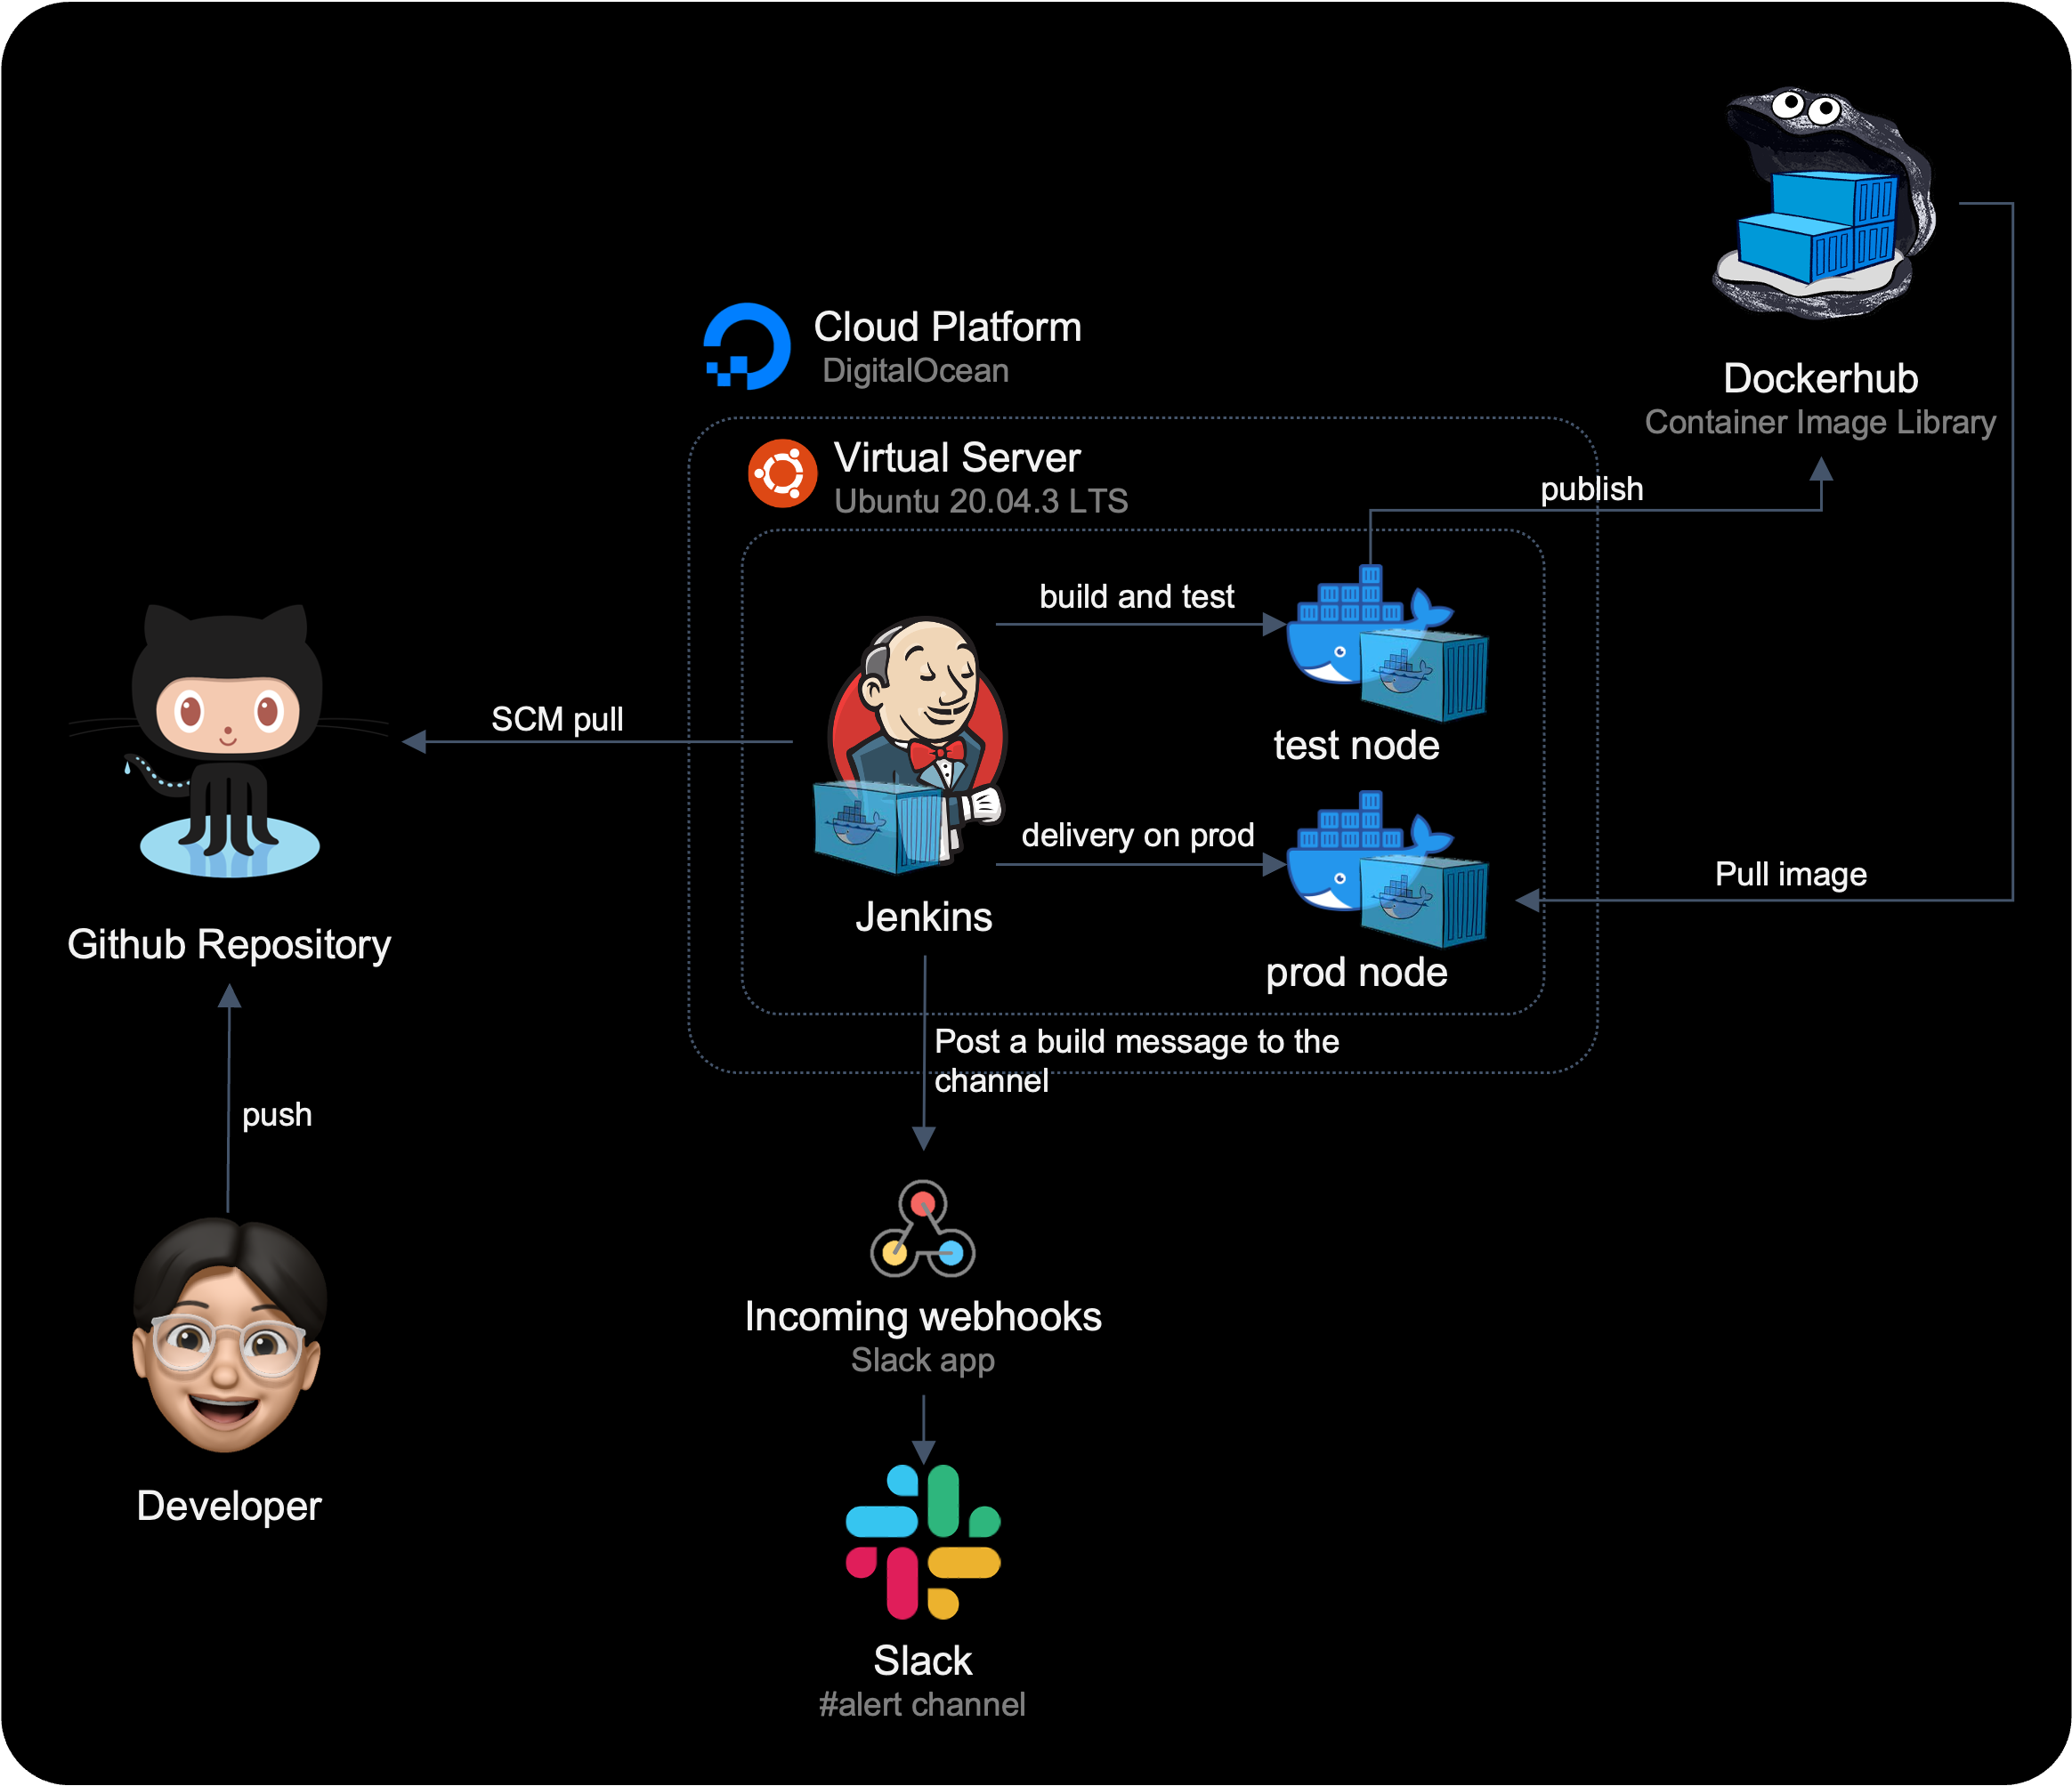 Cloud Platform
DigitalOcean
Dockerhub
Container Image Library
Virtual Server
Ubuntu 20.04.3 LTS
publish
build and test
SCM pull
test node
delivery on prod
Pull image
Jenkins
Github Repository
prod node
Post a build message to the
channel
push
Incoming webhooks
Slack app
Developer
Slack
#alert channel